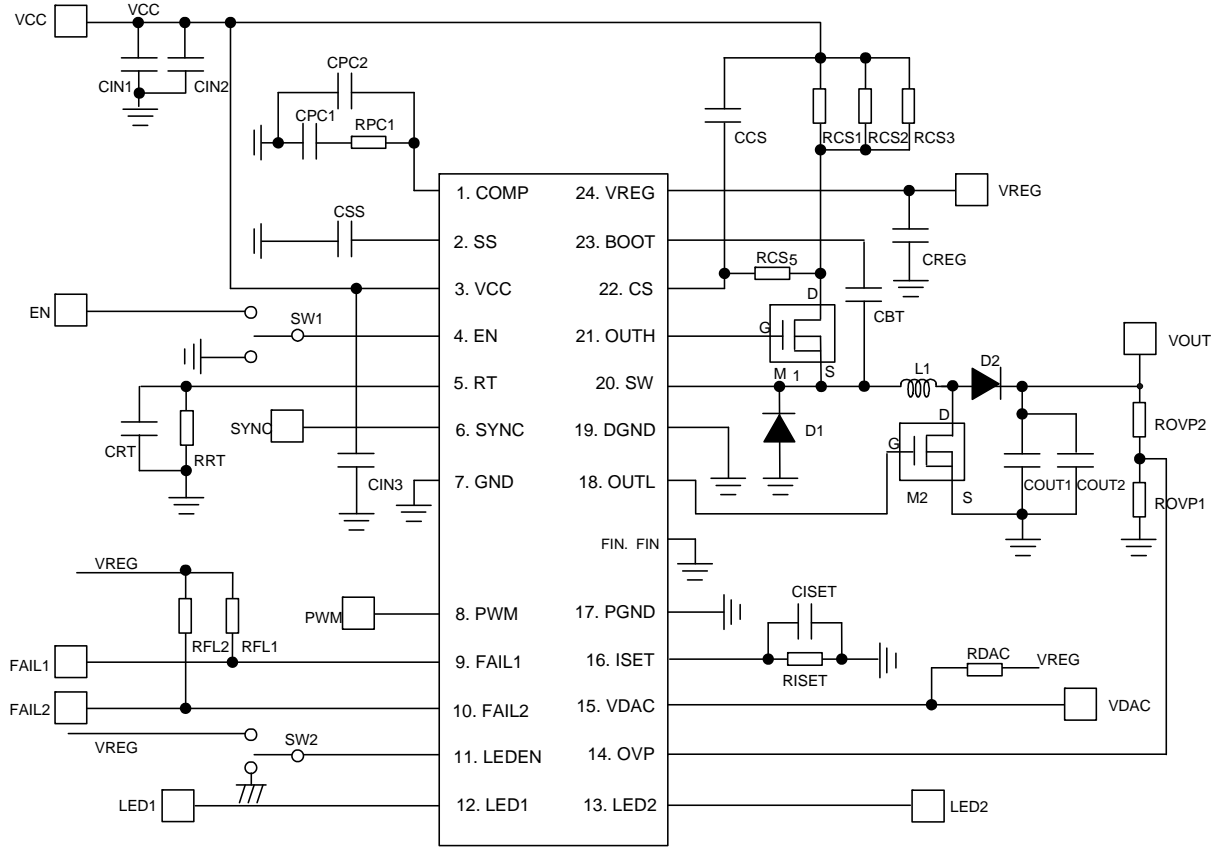 VCC
VCC
CIN1
CIN2
CPC2
CPC1
RPC1
CCS
RCS1
RCS2
RCS3
1. COMP
24. VREG
VREG
CSS
2. SS
23. BOOT
CREG
RCS5
3. VCC
22. CS
D
CBT
EN
SW1
4. EN
21. OUTH
G
VOUT
M 1
S
L1
D2
5. RT
20. SW
D
SYNC
6. SYNC
19. DGND
D1
G
ROVP2
CRT
RRT
CIN3
7. GND
18. OUTL
M2
S
COUT1
COUT2
ROVP1
FIN. FIN
VREG
CISET
PWM
8. PWM
17. PGND
RFL2
RFL1
FAIL1
9. FAIL1
16. ISET
RISET
RDAC
VREG
FAIL2
10. FAIL2
15. VDAC
VDAC
VREG
SW2
11. LEDEN
14. OVP
LED1
12. LED1
13. LED2
LED2